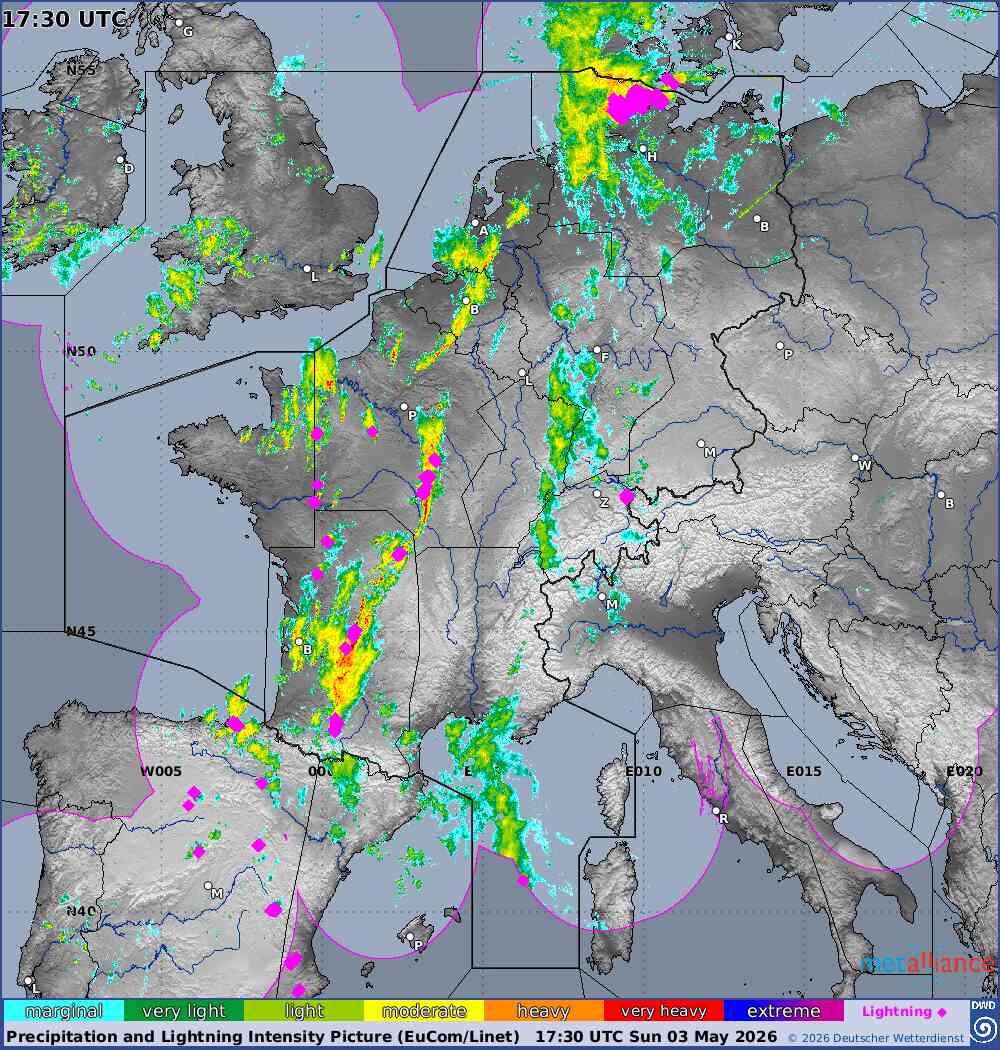 17:30 UTC
G
K
N55
D
H
A
B
L
B
N50
F
P
L
P
M
W
Z
B
M
N45
B
W005
000
E
E010
E015
E020
R
M
N40
P
L
metalliance
marginal very light light moderate heavy very heavy extreme Lightning
DWD
Precipitation and Lightning Intensity Picture (EuCom/Linet) 17:30 UTC Sun 03 May 2026 © 2026 Deutscher Wetterdienst